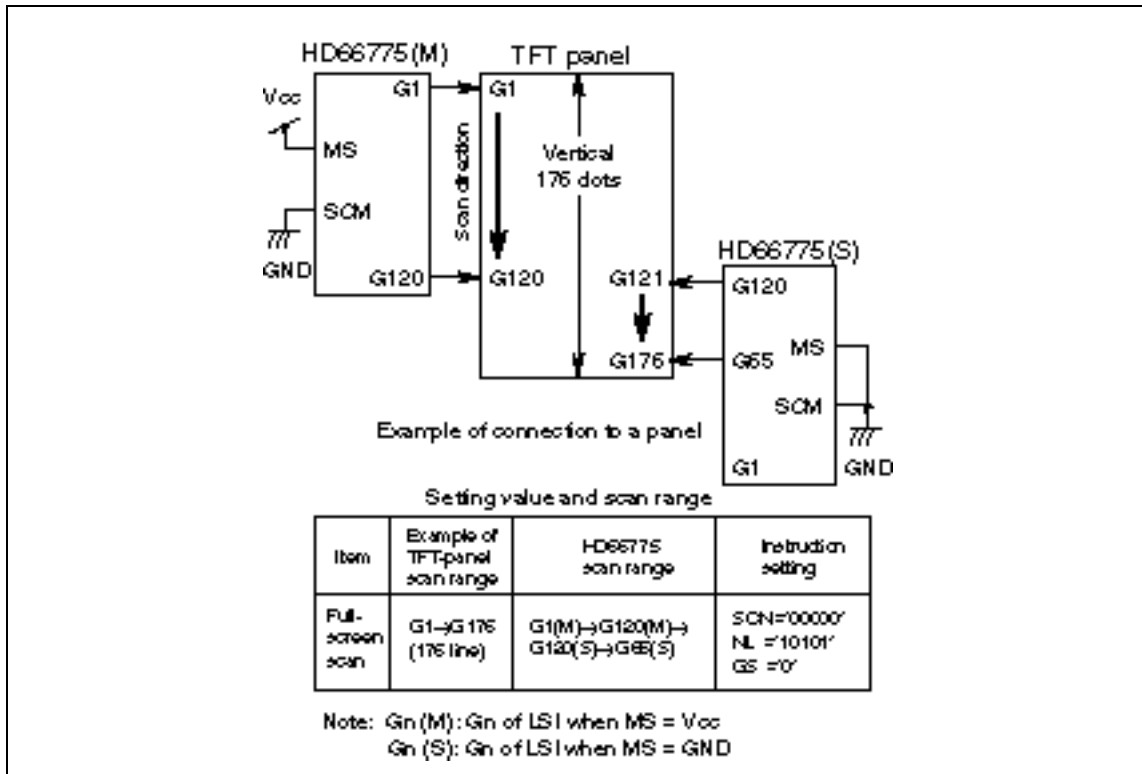 HD66775(M)
TFT panel
Vcc
G1
G1
MS
Scan direction
Vertical
176 dots
SCM
GND
G120
G120
HD66775(S)
G121
G120
G176
G65
MS
SCM
G1
GND
Example of connection to a panel
Setting value and scan range
Item
Example of
TFT-panel
scan range
HD66775
scan range
Instruction
setting
Full-
screen
scan
G1→G176
(176 line)
G1(M)→G120(M)→
G120(S)→G65(S)
SCN='00000'
NL ='10101'
GS ='0'
Note: Gn (M): Gn of LSI when MS = Vcc
Gn (S): Gn of LSI when MS = GND